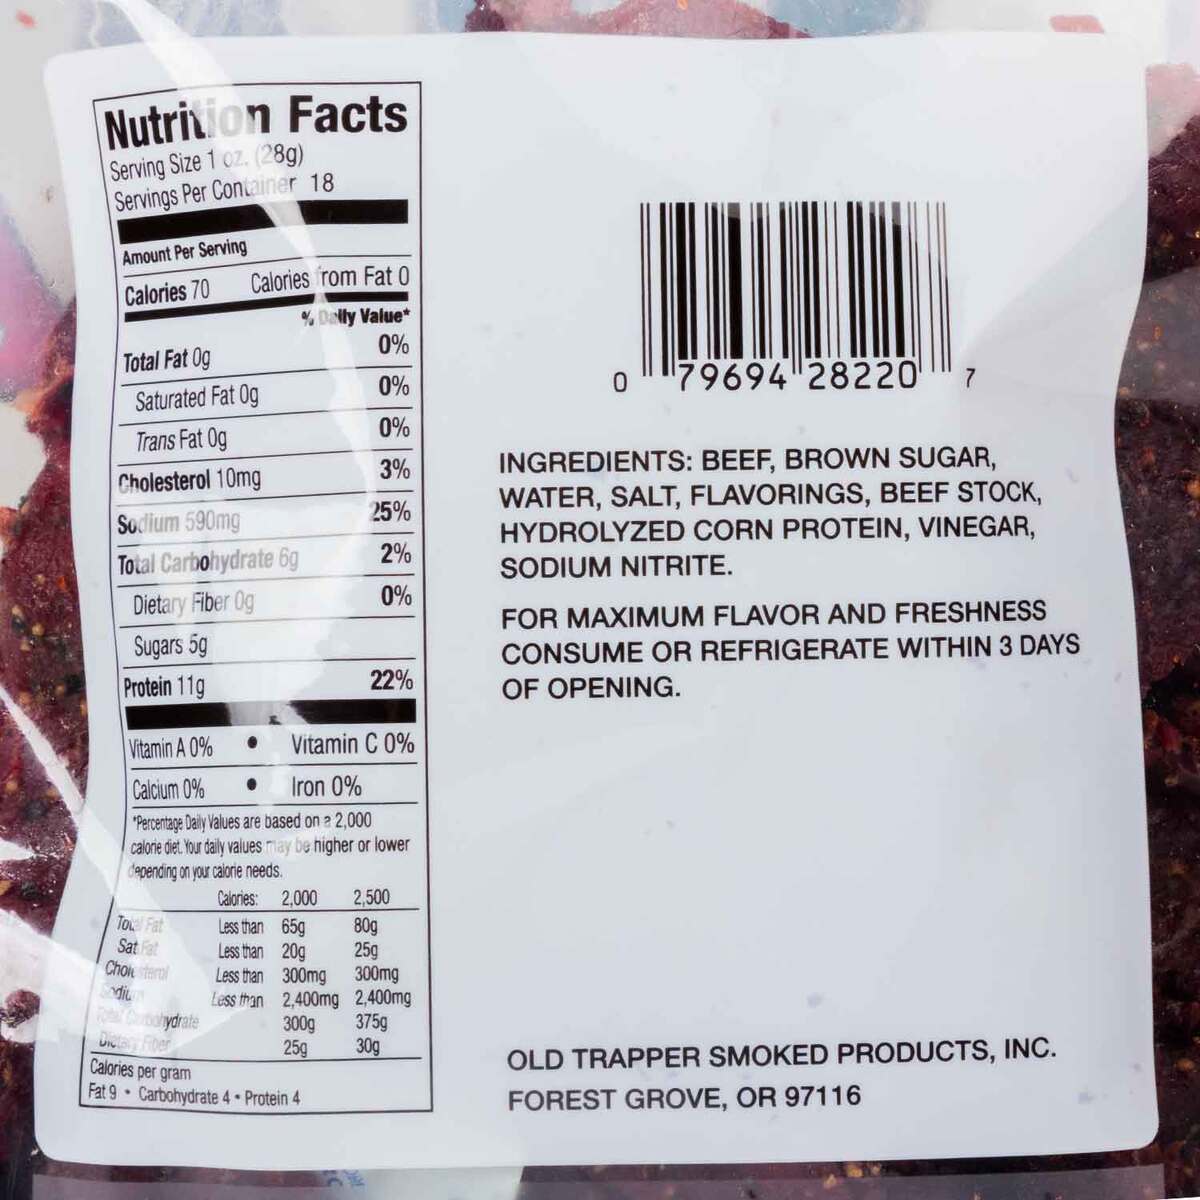 Nutrition Facts
Serving Size 1 oz. (28g)
Servings Per Container 18
Amount Per Serving
Calories 70 Calories from Fat 0
% Daily Value*
Total Fat 0g 0%
Saturated Fat 0g 0%
Trans Fat 0g 0%
Cholesterol 10mg 3%
Sodium 590mg 25%
Total Carbohydrate 6g 2%
Dietary Fiber 0g 0%
Sugars 5g
Protein 11g 22%
Vitamin A 0% • Vitamin C 0%
Calcium 0% • Iron 0%
*Percentage Daily Values are based on a 2,000
calorie diet. Your daily values may be higher or lower
depending on your calorie needs.
Calories: 2,000 2,500
Total Fat Less than 65g 80g
Sat Fat Less than 20g 25g
Cholesterol Less than 300mg 300mg
Sodium Less than 2,400mg 2,400mg
Total Carbohydrate 300g 375g
Dietary Fiber 25g 30g
Calories per gram
Fat 9 • Carbohydrate 4 • Protein 4
0 79694 28220 7
INGREDIENTS: BEEF, BROWN SUGAR,
WATER, SALT, FLAVORINGS, BEEF STOCK,
HYDROLYZED CORN PROTEIN, VINEGAR,
SODIUM NITRITE.
FOR MAXIMUM FLAVOR AND FRESHNESS
CONSUME OR REFRIGERATE WITHIN 3 DAYS
OF OPENING.
OLD TRAPPER SMOKED PRODUCTS, INC.
FOREST GROVE, OR 97116